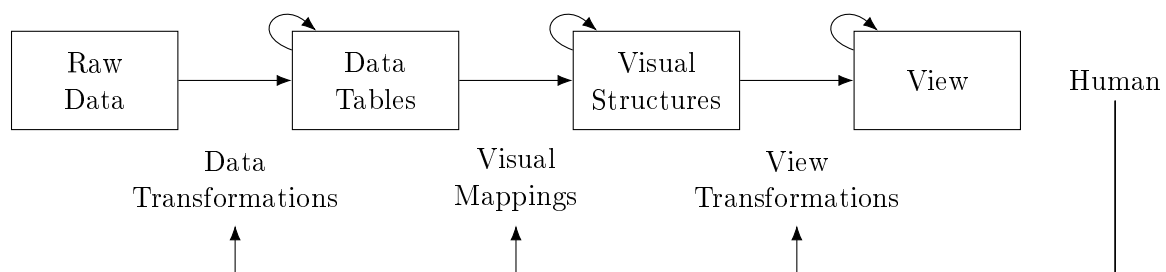 Raw
Data
Data
Tables
Visual
Structures
View
Human
Data
Transformations
Visual
Mappings
View
Transformations